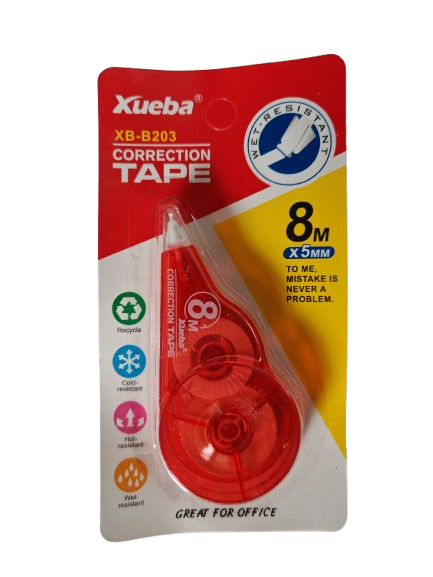 Xueba®
XB-B203
CORRECTION
TAPE
WET-RESISTANT
8M
X5MM
TO ME,
MISTAKE IS
NEVER A
PROBLEM.
CORRECTION TAPE
8M
Xueba
Recycle
Cold-
resistant
Hot-
resistant
Wet-
resistant
GREAT FOR OFFICE